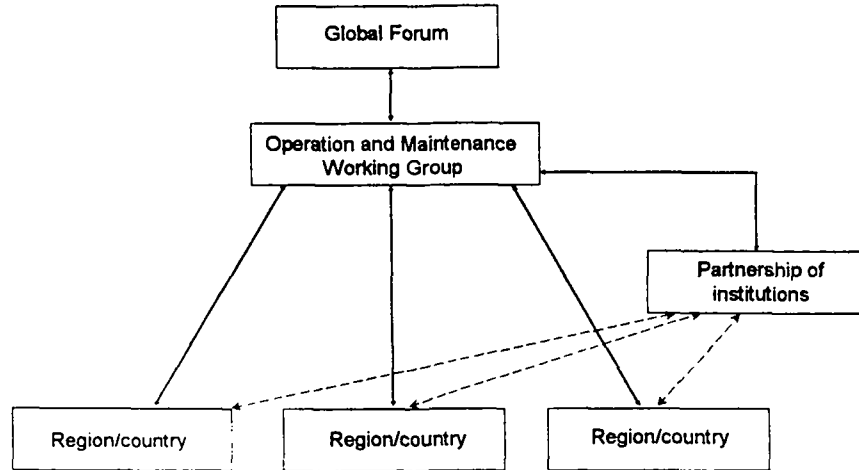 Global Forum
Operation and Maintenance
Working Group
Partnership of
institutions
Region/country
Region/country
Region/country